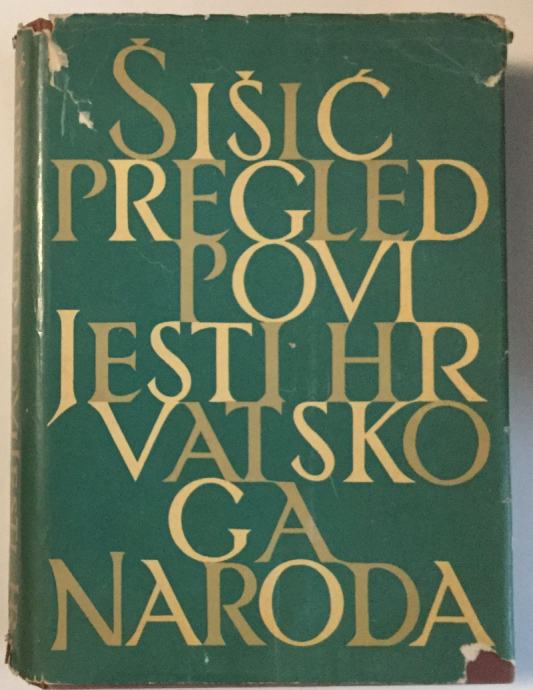 ŠIŠIĆ
PREGLED
POVI
JESTI HR
VATSKO
GA
NARODA